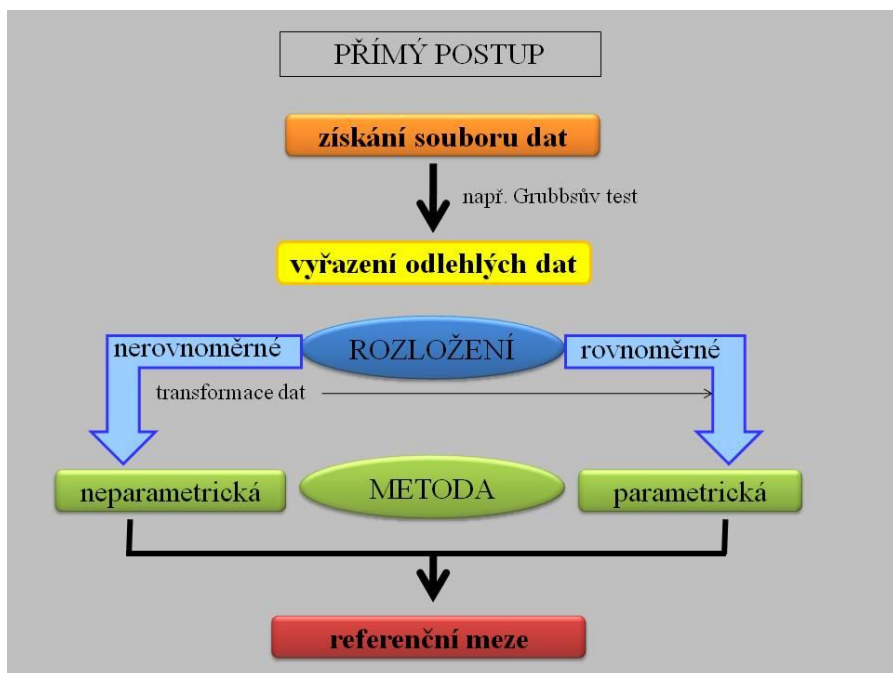 PŘÍMÝ POSTUP
získání souboru dat
např. Grubbsův test
vyřazení odlehlých dat
nerovnoměrné
ROZLOŽENÍ
rovnoměrné
transformace dat
neparametrická
METODA
parametrická
referenční meze